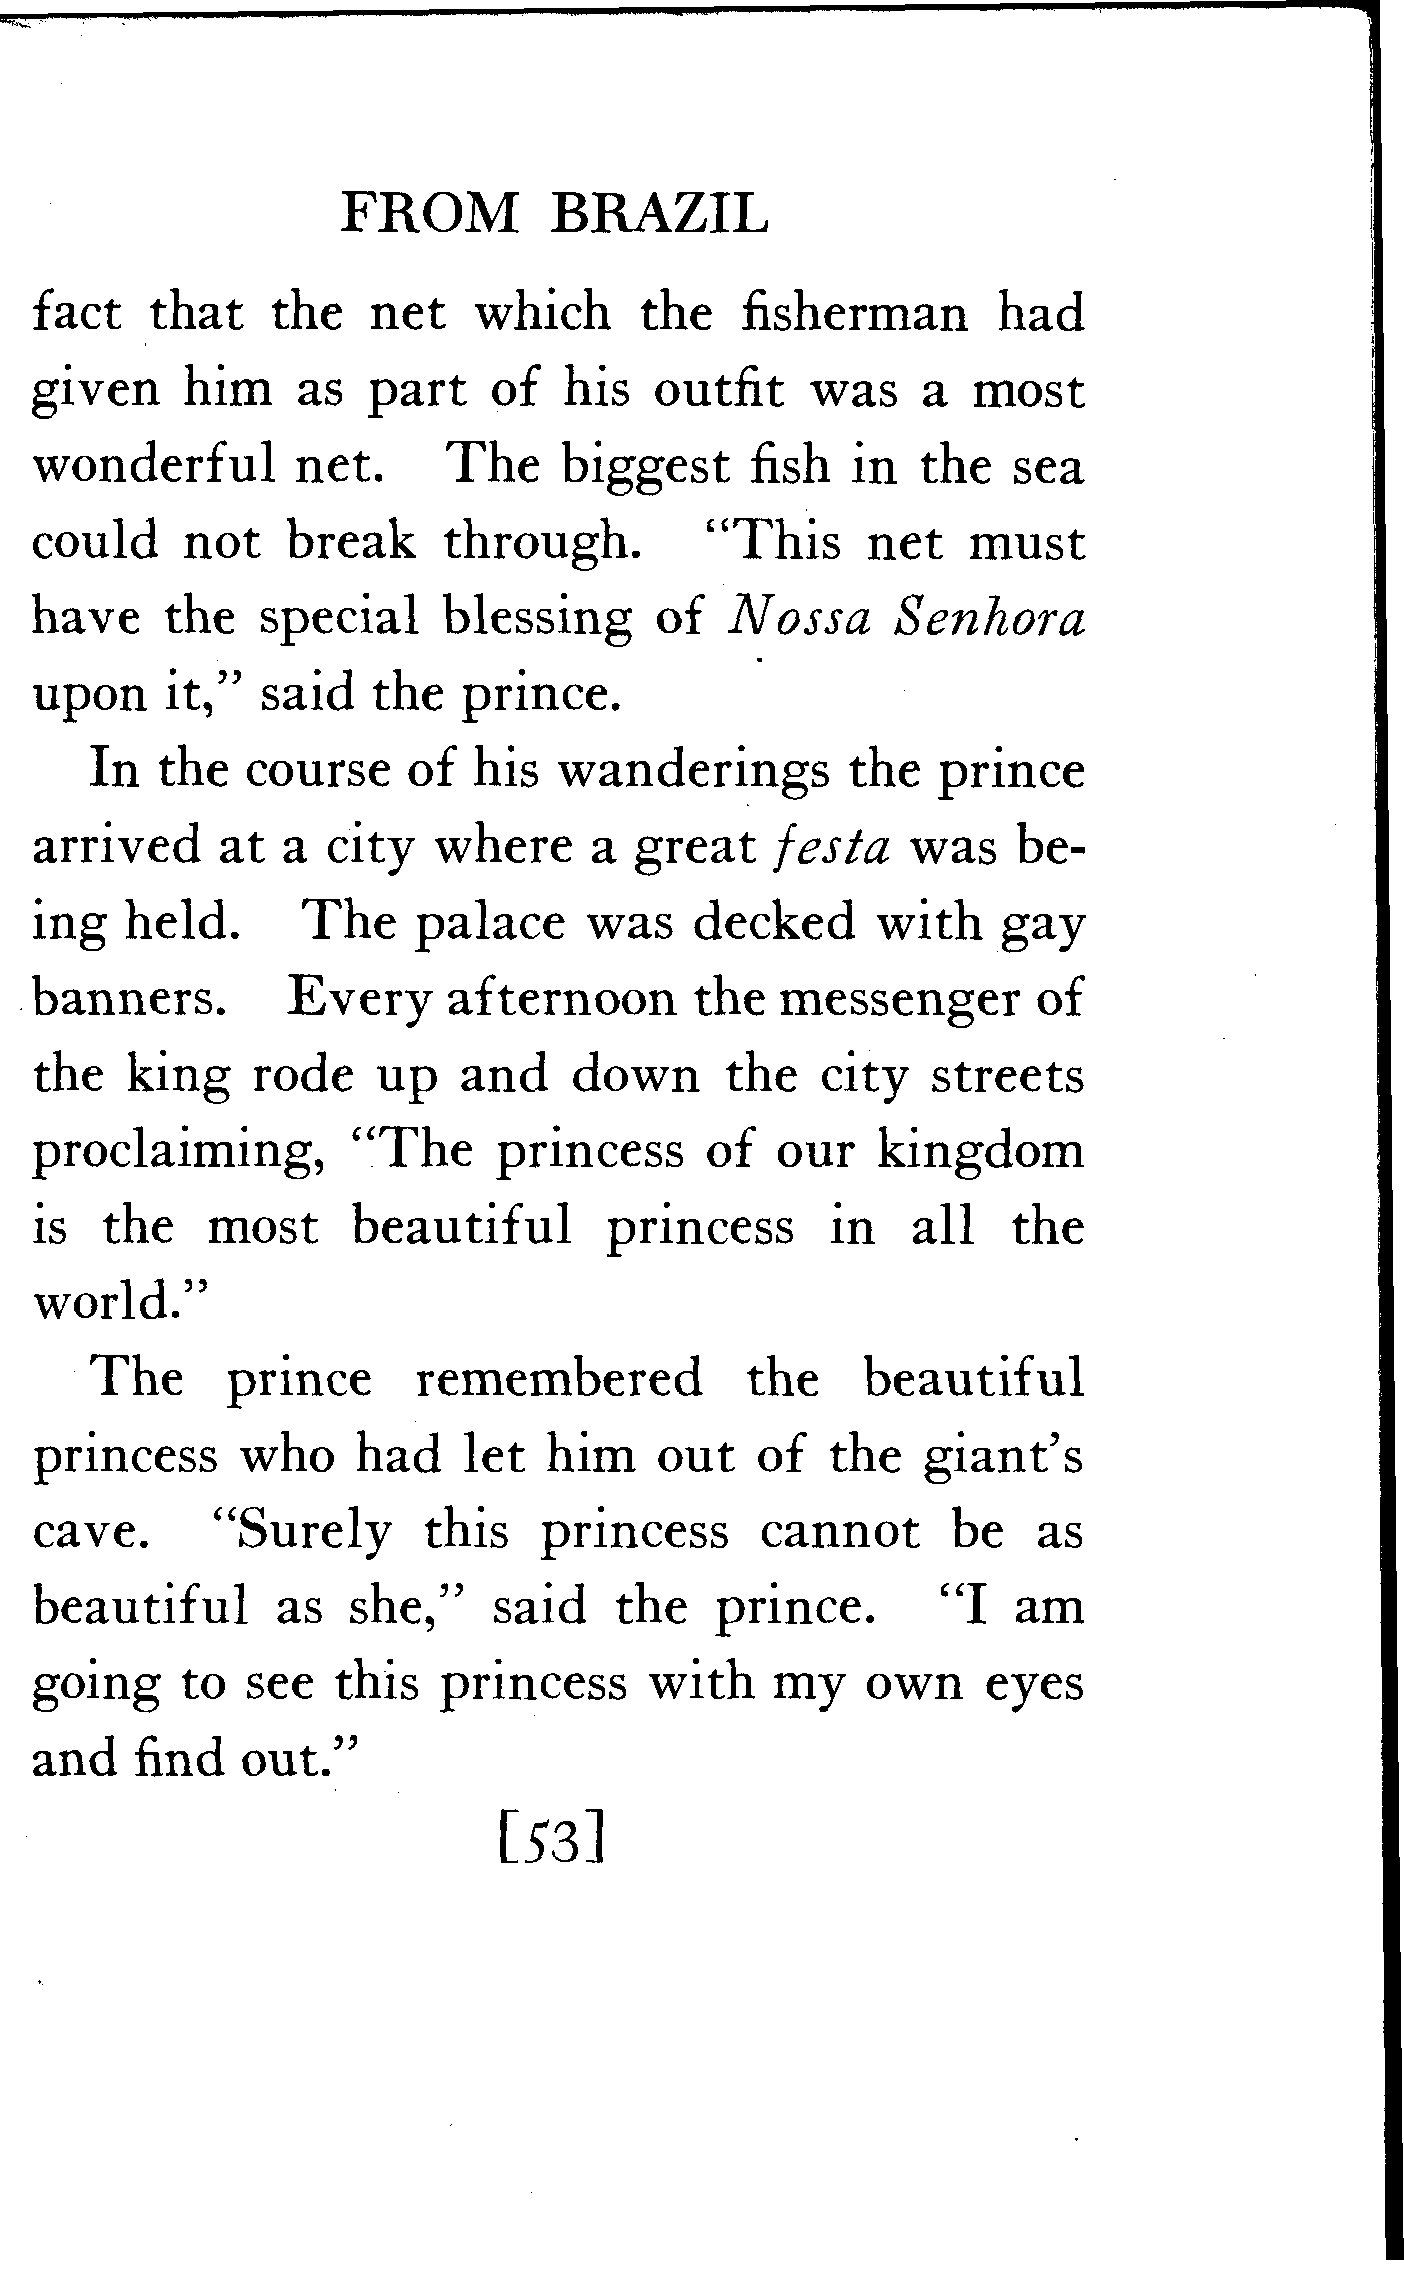 FROM BRAZIL
fact that the net which the fisherman had
given him as part of his outfit was a most
wonderful net. The biggest fish in the sea
could not break through. "This net must
have the special blessing of Nossa Senhora
upon it," said the prince.
In the course of his wanderings the prince
arrived at a city where a great festa was be-
ing held. The palace was decked with gay
banners. Every afternoon the messenger of
the king rode up and down the city streets
proclaiming, "The princess of our kingdom
is the most beautiful princess in all the
world."
The prince remembered the beautiful
princess who had let him out of the giant's
cave. "Surely this princess cannot be as
beautiful as she," said the prince. "I am
going to see this princess with my own eyes
and find out."
[53]